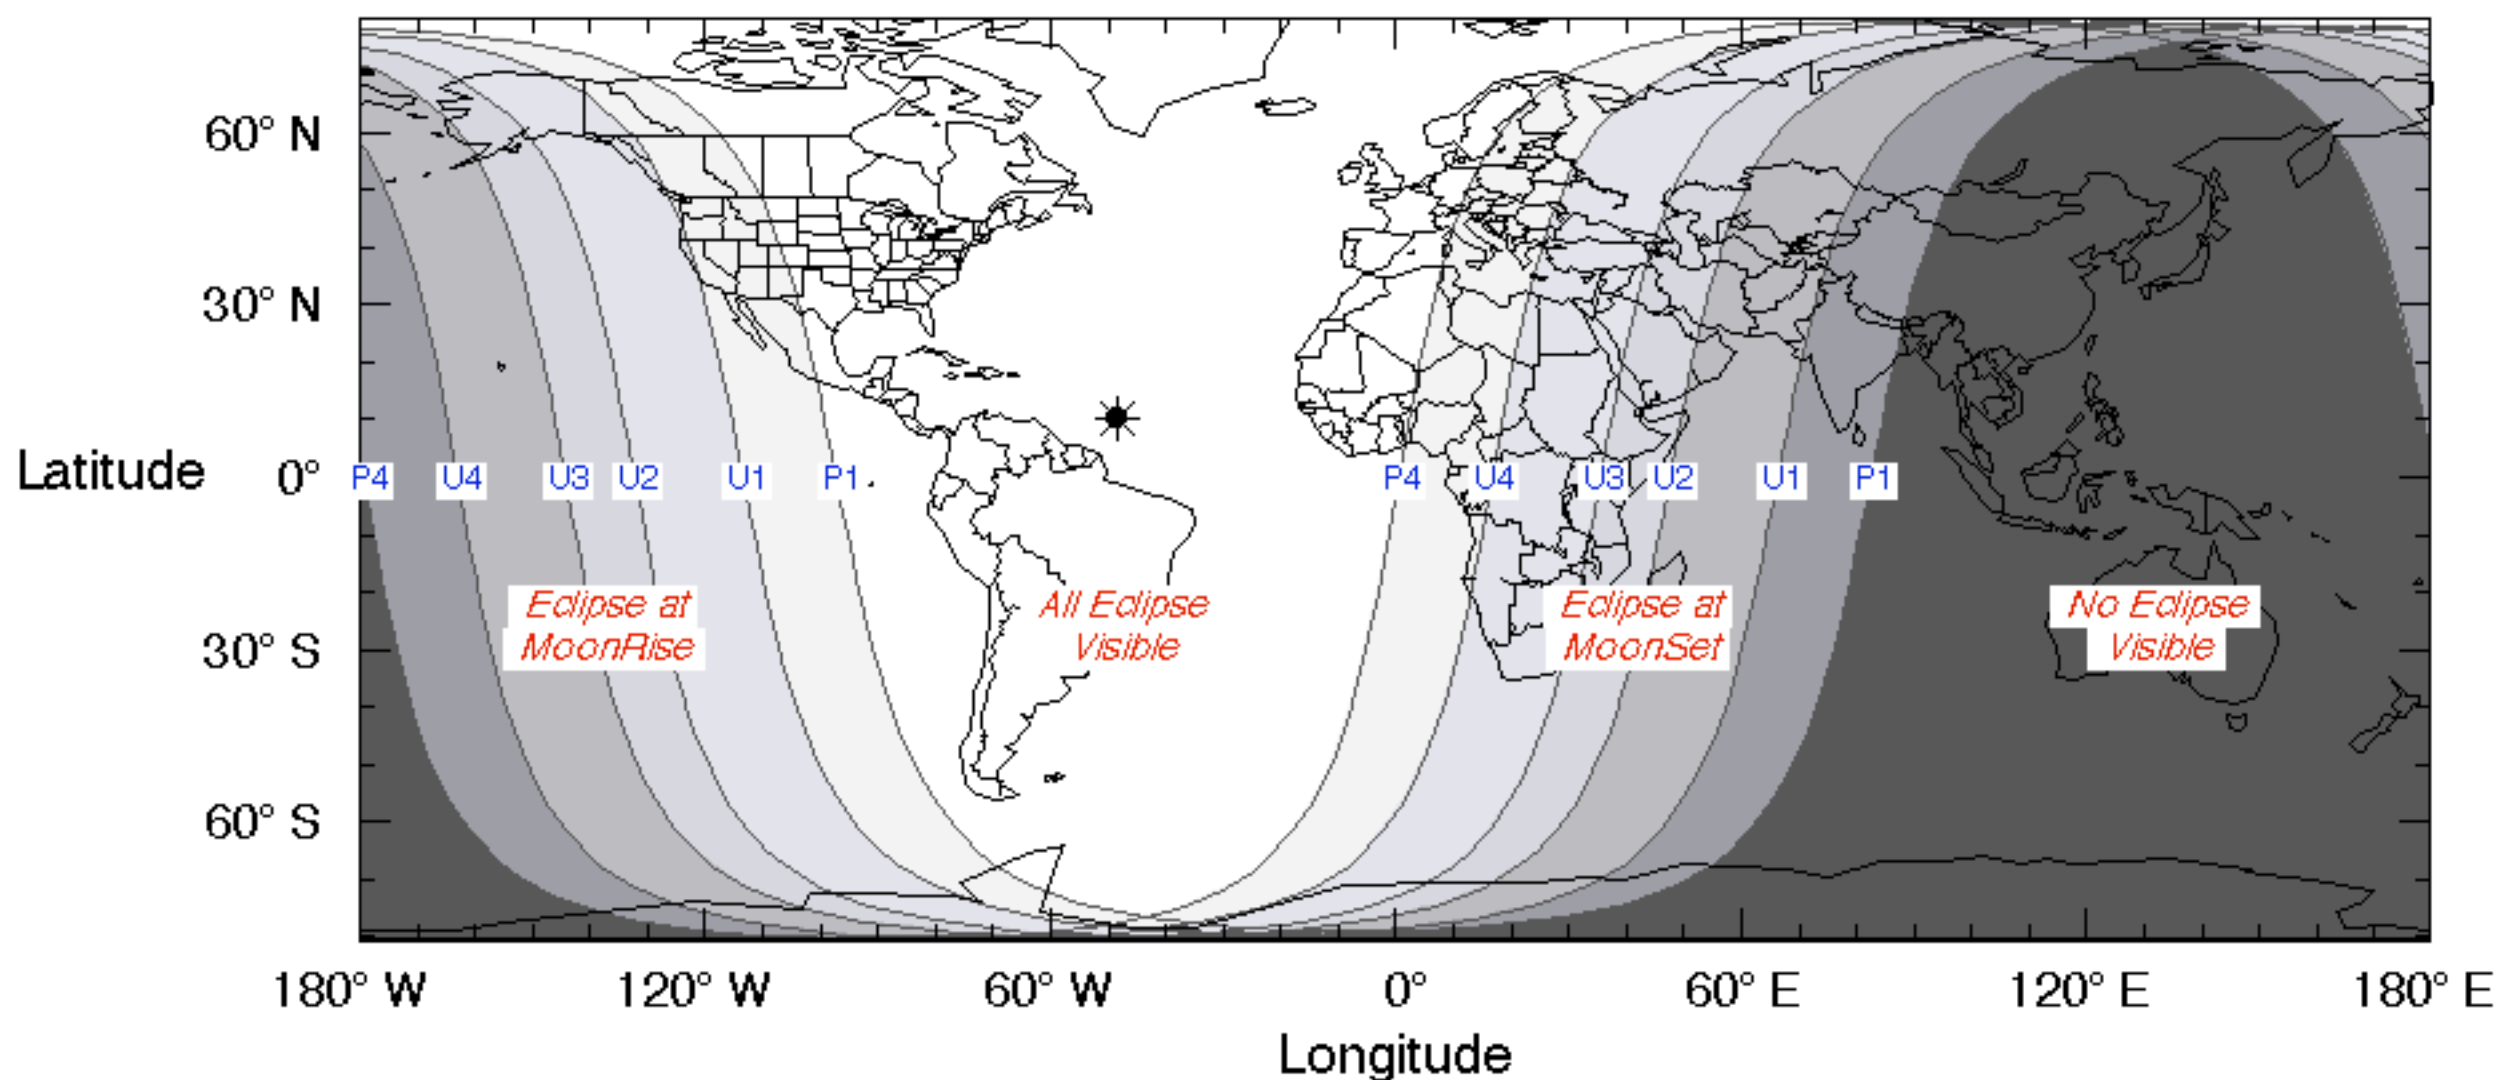 60° N
30° N
Latitude 0°
P4 U4 U3 U2 U1 P1 P4 U4 U3 U2 U1 P1
Eclipse at MoonRise
All Eclipse Visible
Eclipse at MoonSet
No Eclipse Visible
30° S
60° S
180° W 120° W 60° W 0° 60° E 120° E 180° E
Longitude